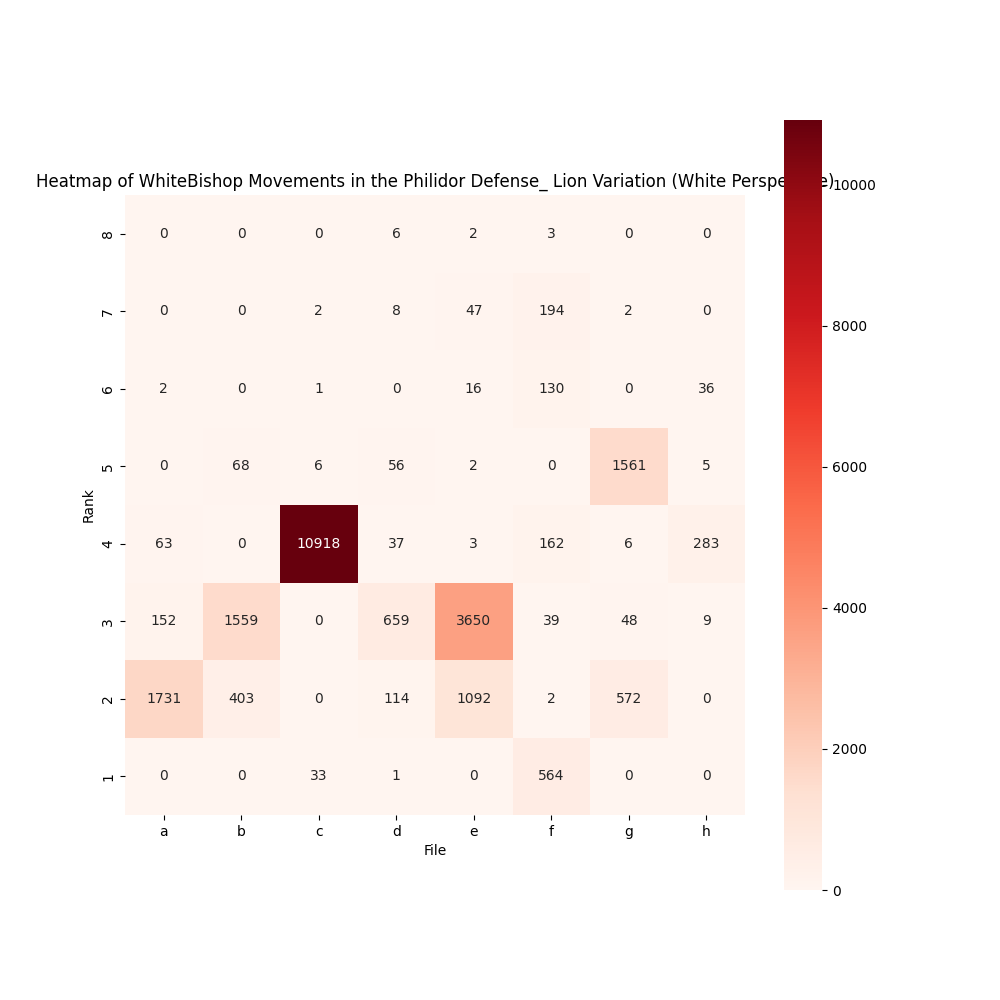 Heatmap of WhiteBishop Movements in the Philidor Defense_ Lion Variation (White Perspe e)
10000
8 0 0 0 6 2 3 0 0
8000
7 0 0 2 8 47 194 2 0
6 2 0 1 0 16 130 0 36
6000
5 0 68 6 56 2 0 1561 5
Rank
4 63 0 10918 37 3 162 6 283
4000
3 152 1559 0 659 3650 39 48 9
2 1731 403 0 114 1092 2 572 0
2000
1 0 0 33 1 0 564 0 0
a b c d e f g h
File
0